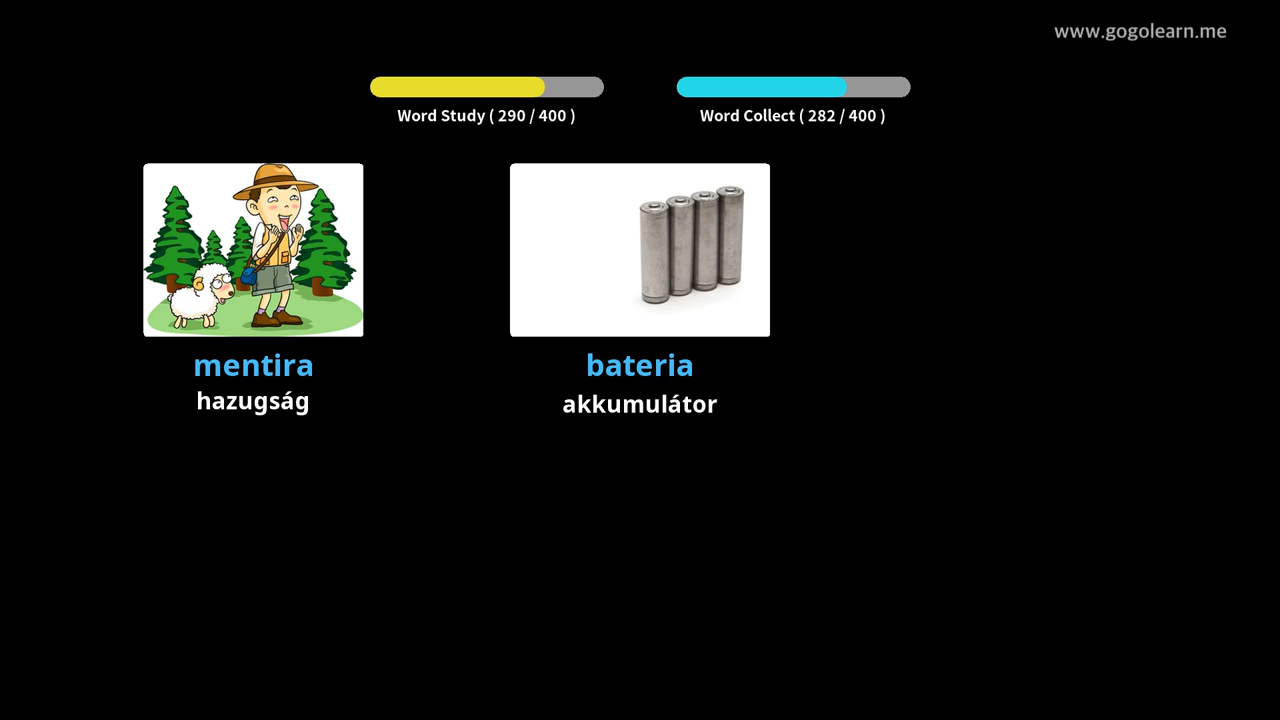 www.gogolearn.me
Word Study ( 290 / 400 )
Word Collect ( 282 / 400 )
mentira
hazugság
bateria
akkumulátor